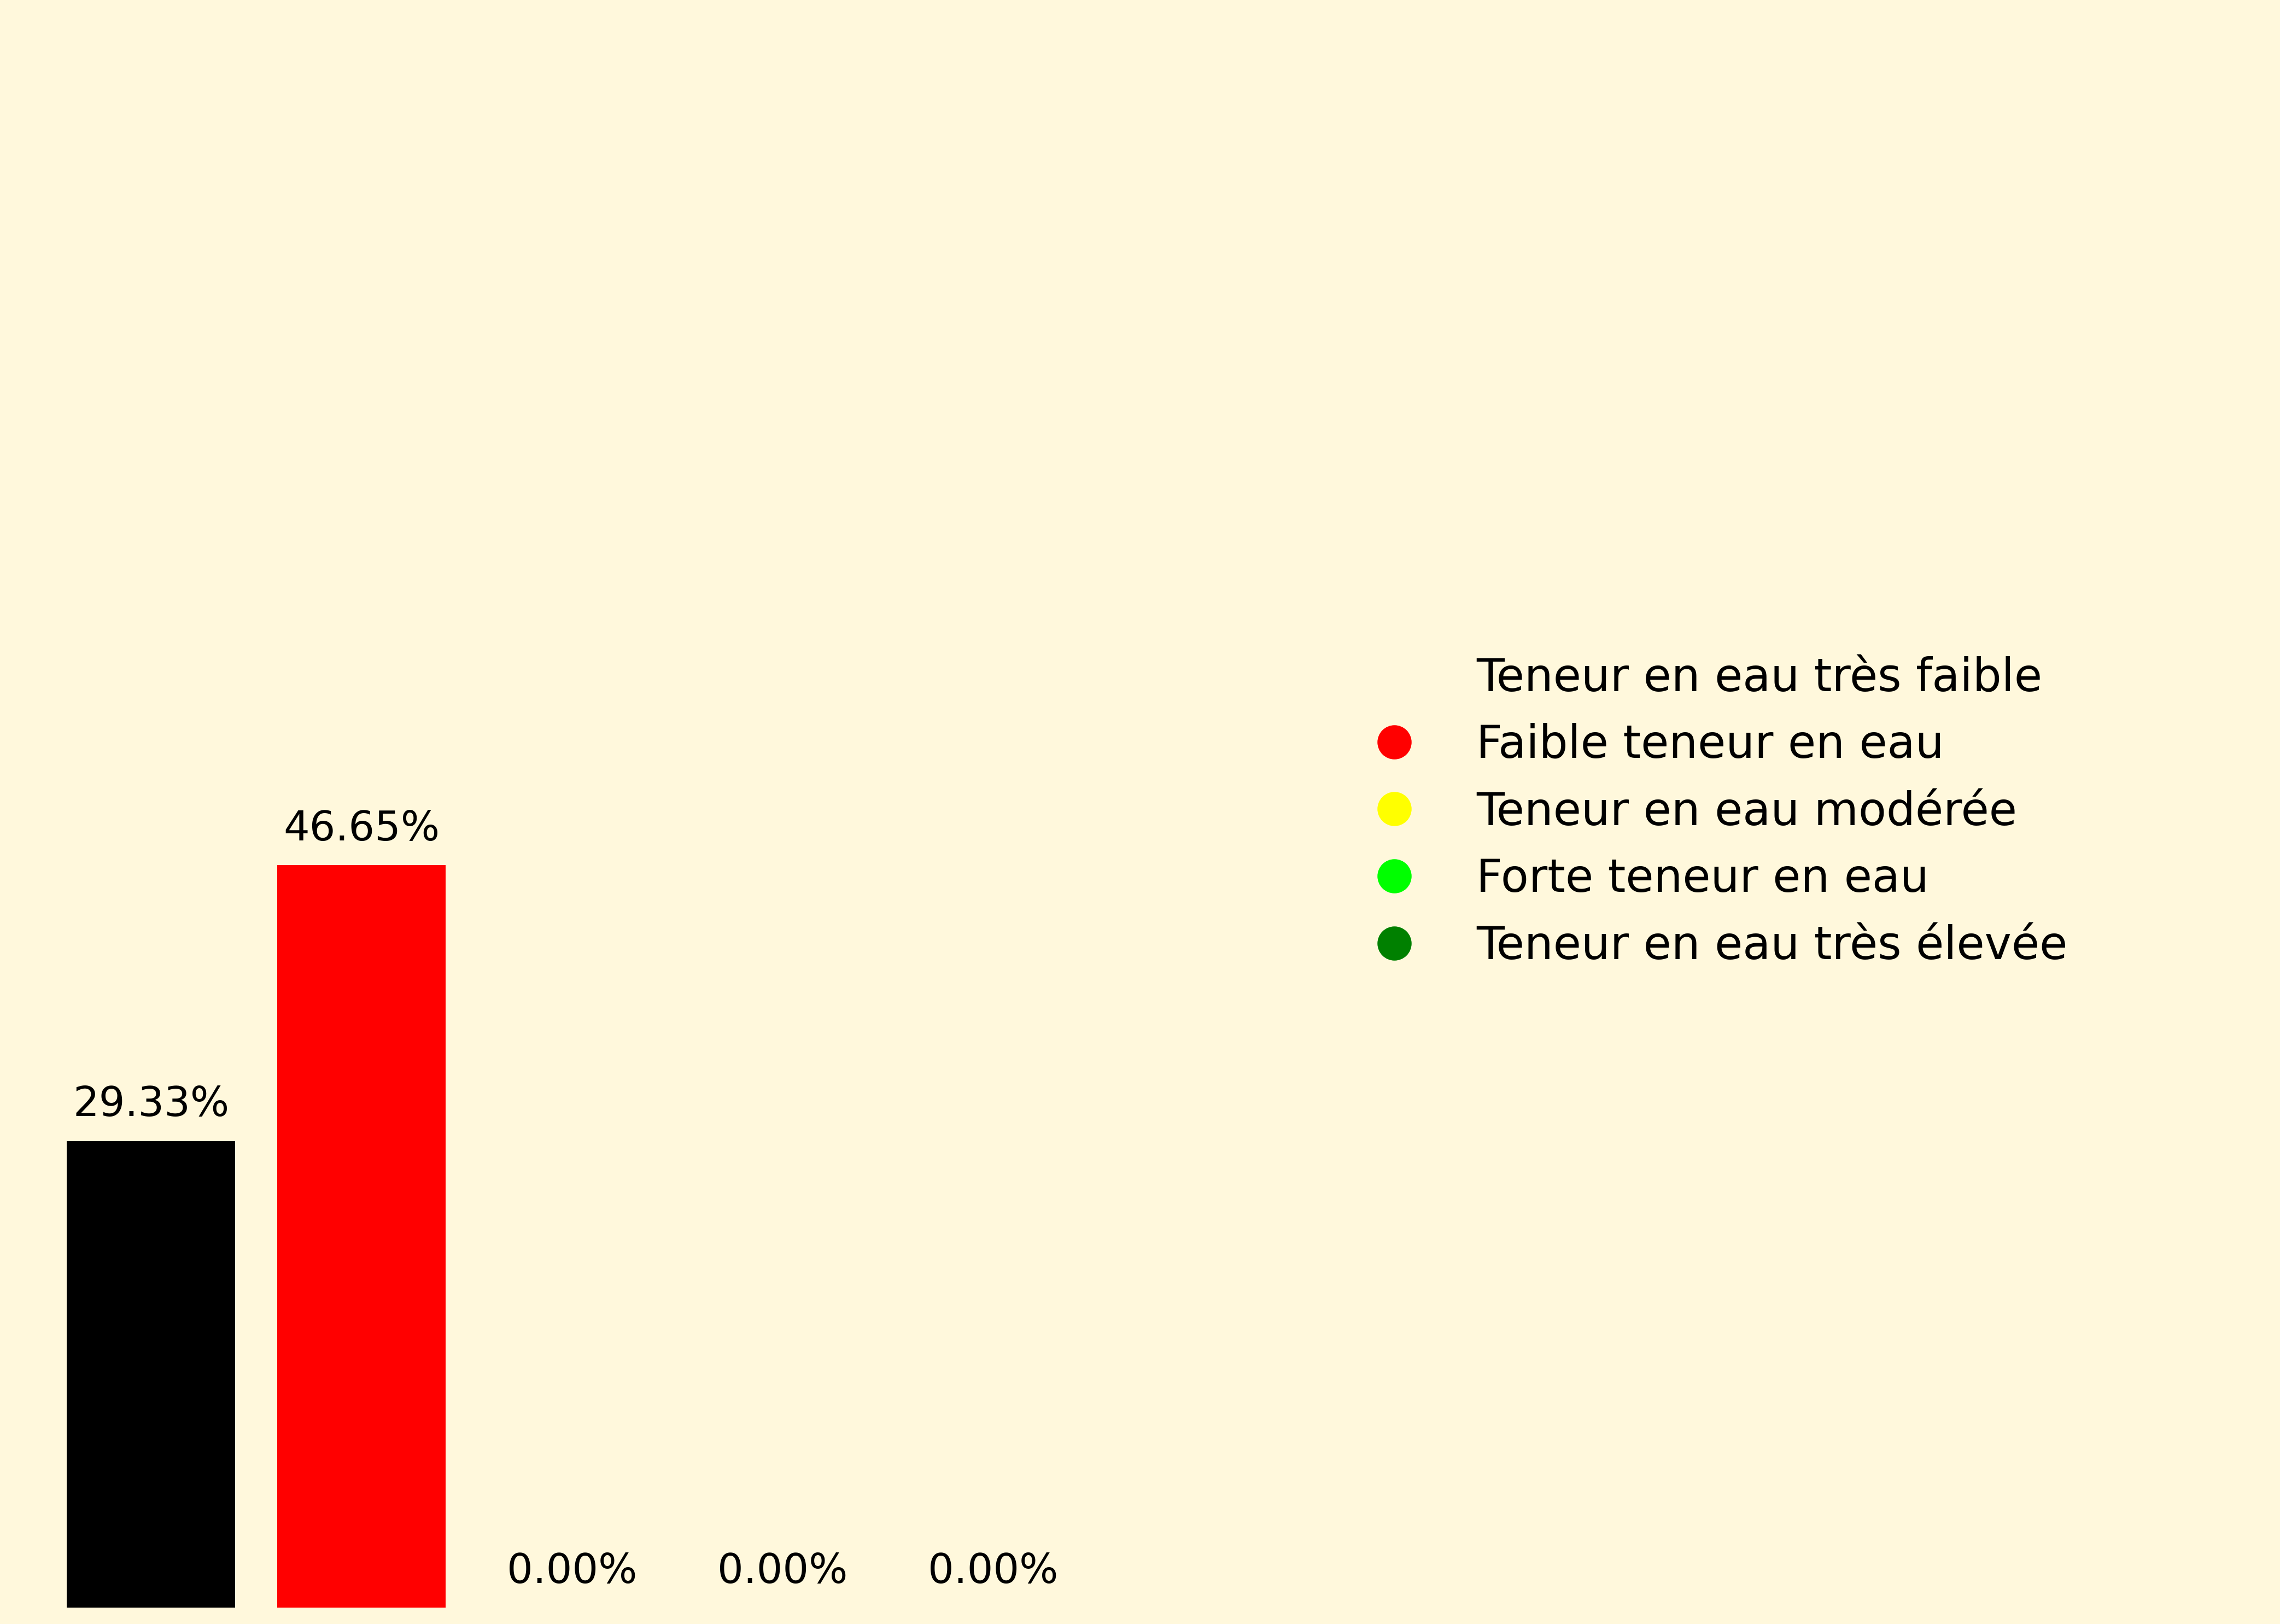 Teneur en eau très faible
Faible teneur en eau
Teneur en eau modérée
Forte teneur en eau
Teneur en eau très élevée
46.65%
29.33%
0.00% 0.00% 0.00%